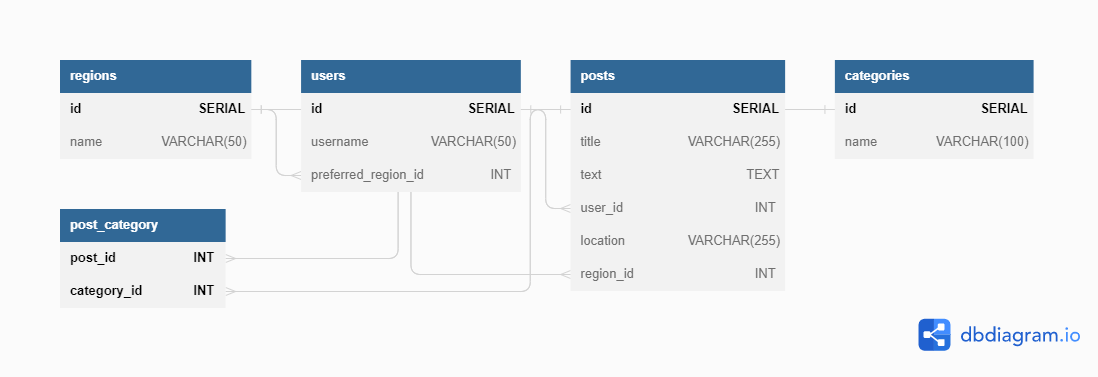 regions
id SERIAL
name VARCHAR(50)
users
id SERIAL
username VARCHAR(50)
preferred_region_id INT
posts
id SERIAL
title VARCHAR(255)
text TEXT
user_id INT
location VARCHAR(255)
region_id INT
categories
id SERIAL
name VARCHAR(100)
post_category
post_id INT
category_id INT
dbdiagram.io